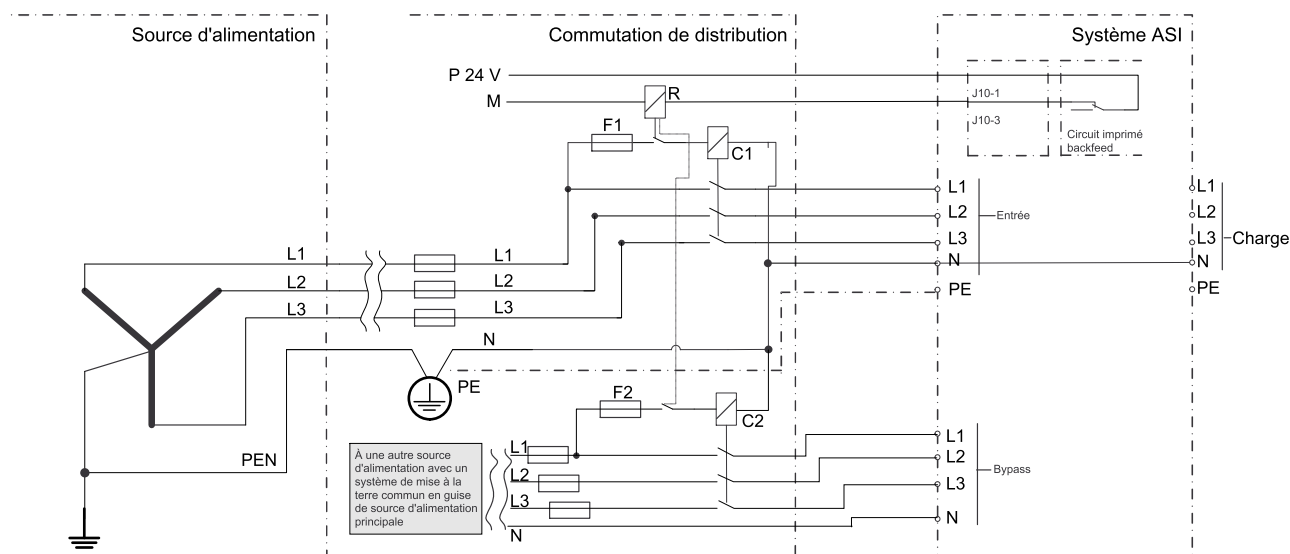 Source d'alimentation
Commutation de distribution
Système ASI
P 24 V
M
R
J10-1
J10-3
Circuit imprimé
backfeed
F1
C1
L1
L2
L3
N
PE
Entrée
L1
L2
L3
N
PE
Charge
L1
L2
L3
L1
L2
L3
N
PE
PEN
F2
C2
À une autre source
d'alimentation avec un
système de mise à la
terre commun en guise
de source d'alimentation
principale
L1
L2
L3
N
L1
L2
L3
N
Bypass